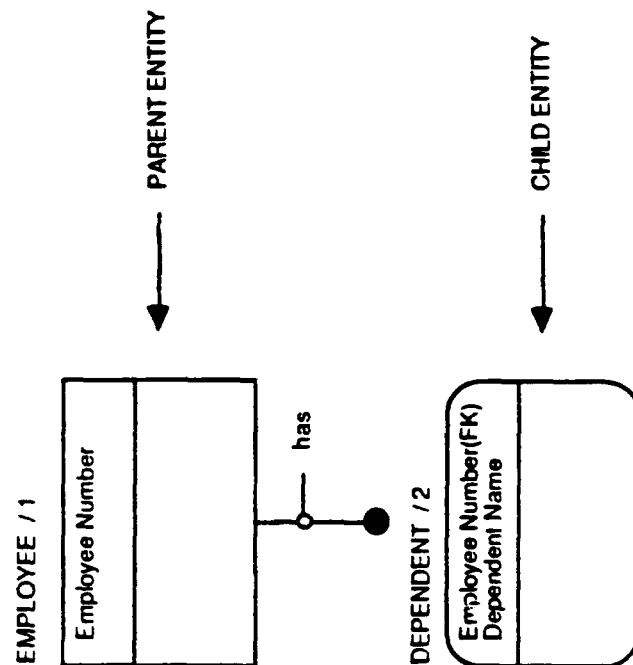 EMPLOYEE / 1
Employee Number
PARENT ENTITY
has
DEPENDENT / 2
Employee Number(FK)
Dependent Name
CHILD ENTITY